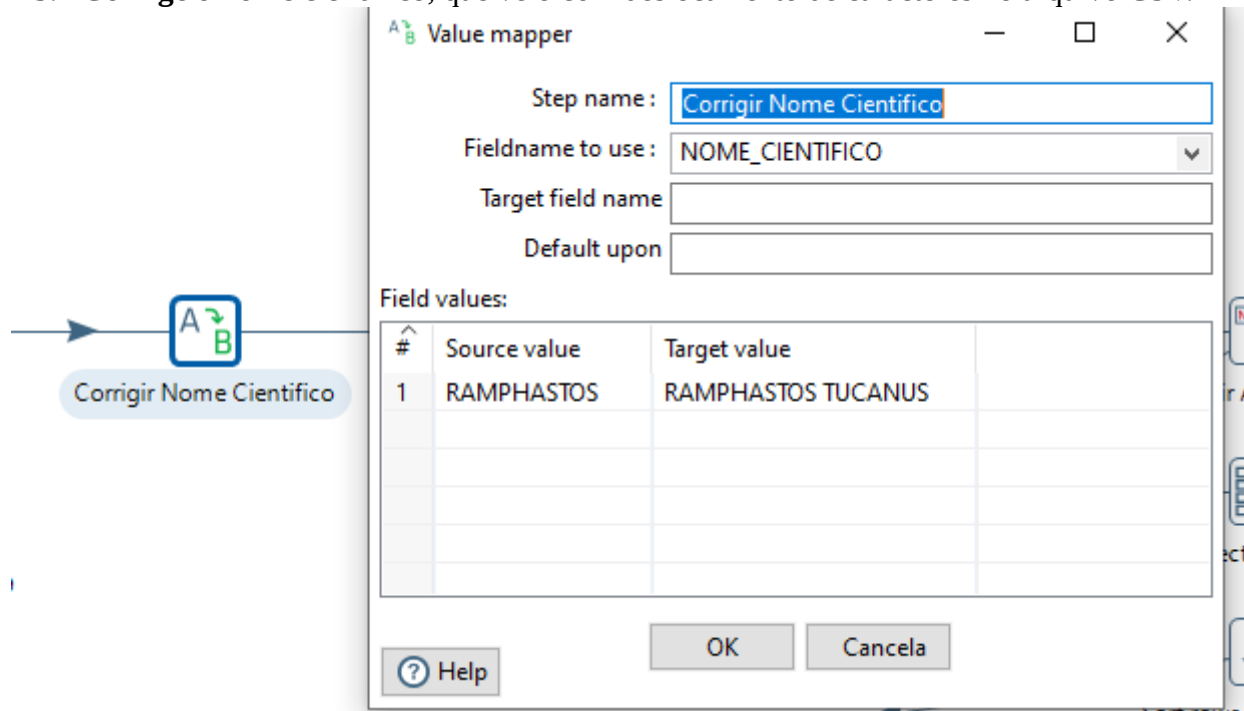 Value mapper
Step name :
Corrigir Nome Cientifico
Fieldname to use :
NOME_CIENTIFICO
Target field name
Default upon
Field values:
# Source value Target value
1 RAMPHASTOS RAMPHASTOS TUCANUS
Corrigir Nome Cientifico
OK Cancela
Help